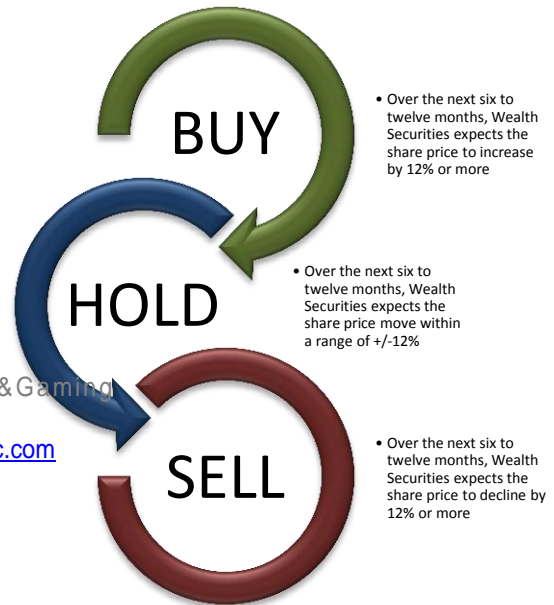 BUY
• Over the next six to
twelve months, Wealth
Securities expects the
share price to increase
by 12% or more
HOLD
• Over the next six to
twelve months, Wealth
Securities expects the
share price move within
a range of +/-12%
&Gaming
c.com
SELL
• Over the next six to
twelve months, Wealth
Securities expects the
share price to decline by
12% or more